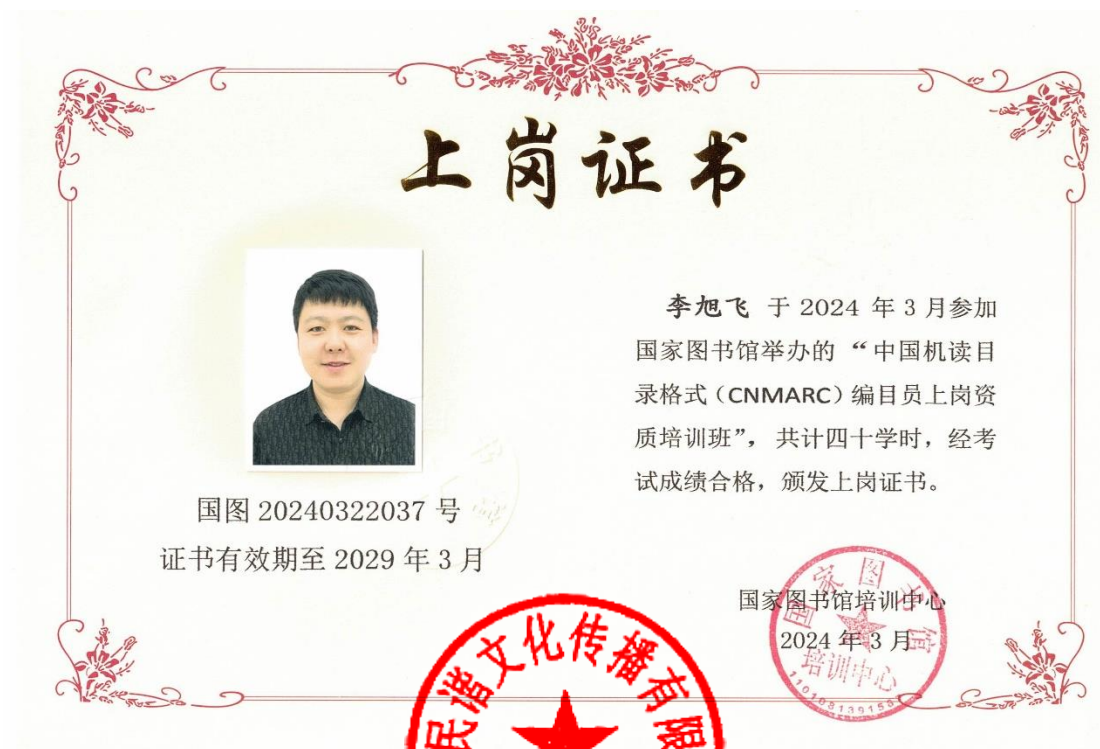 上岗证书
李旭飞 于 2024 年 3 月参加
国家图书馆举办的 “中国机读目
录格式（CNMARC）编目员上岗资
质培训班”， 共计四十学时，经考
试成绩合格，颁发上岗证书。
国图 20240322037 号
证书有效期至 2029 年 3 月
国家图书馆培训中心
2024 年 3 月
国家图书馆
培训中心
民谐文化传播有限